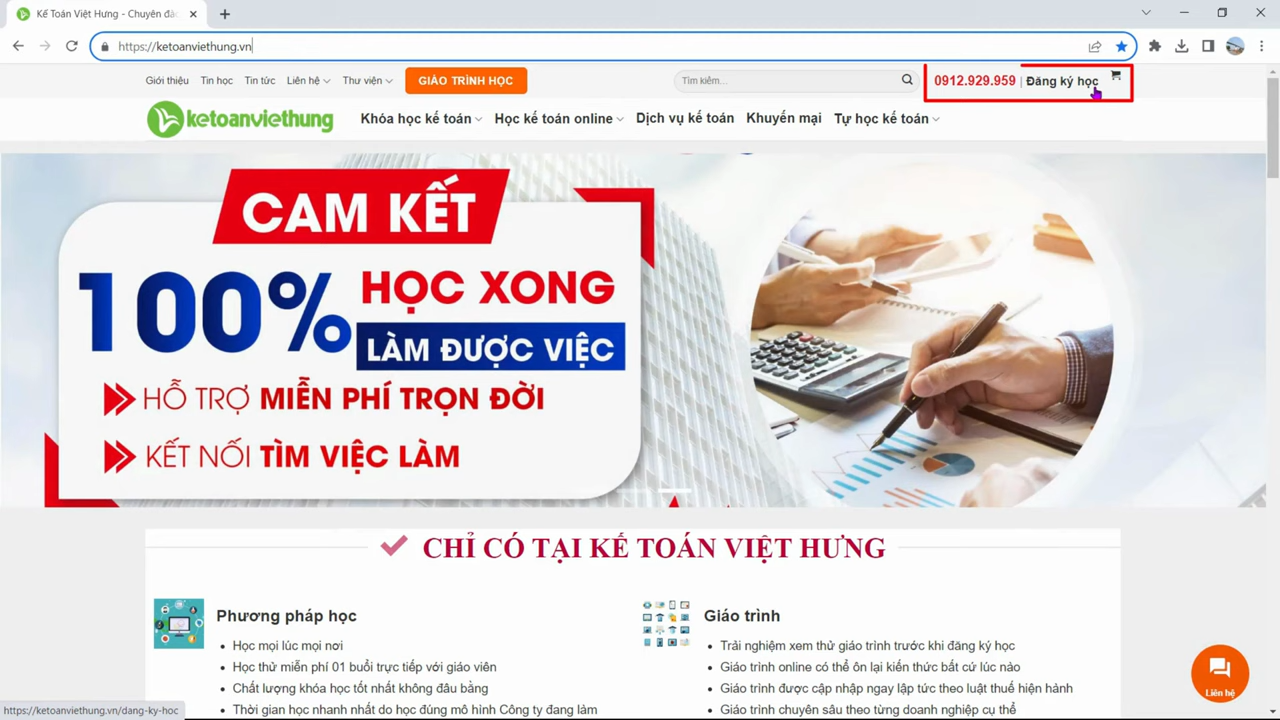 Kế Toán Việt Hưng - Chuyên đà
https://ketoanviethung.vn
Giới thiệu Tin học Tin tức Liên hệ Thư viện GIÁO TRÌNH HỌC Tìm kiếm... 0912.929.959 | Đăng ký học
ketoanviethung Khóa học kế toán Học kế toán online Dịch vụ kế toán Khuyến mại Tự học kế toán
CAM KẾT
100% HỌC XONG
LÀM ĐƯỢC VIỆC
HỖ TRỢ MIỄN PHÍ TRỌN ĐỜI
KẾT NỐI TÌM VIỆC LÀM
CHỈ CÓ TẠI KẾ TOÁN VIỆT HƯNG
Phương pháp học
Học mọi lúc mọi nơi
Học thử miễn phí 01 buổi trực tiếp với giáo viên
Chất lượng khóa học tốt nhất không đâu bằng
Thời gian học nhanh nhất do học đúng mô hình Công ty đang làm
Giáo trình
Trải nghiệm xem thử giáo trình trước khi đăng ký học
Giáo trình online có thể ôn lại kiến thức bất cứ lúc nào
Giáo trình được cập nhập ngay lập tức theo luật thuế hiện hành
Giáo trình chuyên sâu theo từng doanh nghiệp cụ thể
Liên hệ
https://ketoanviethung.vn/dang-ky-hoc